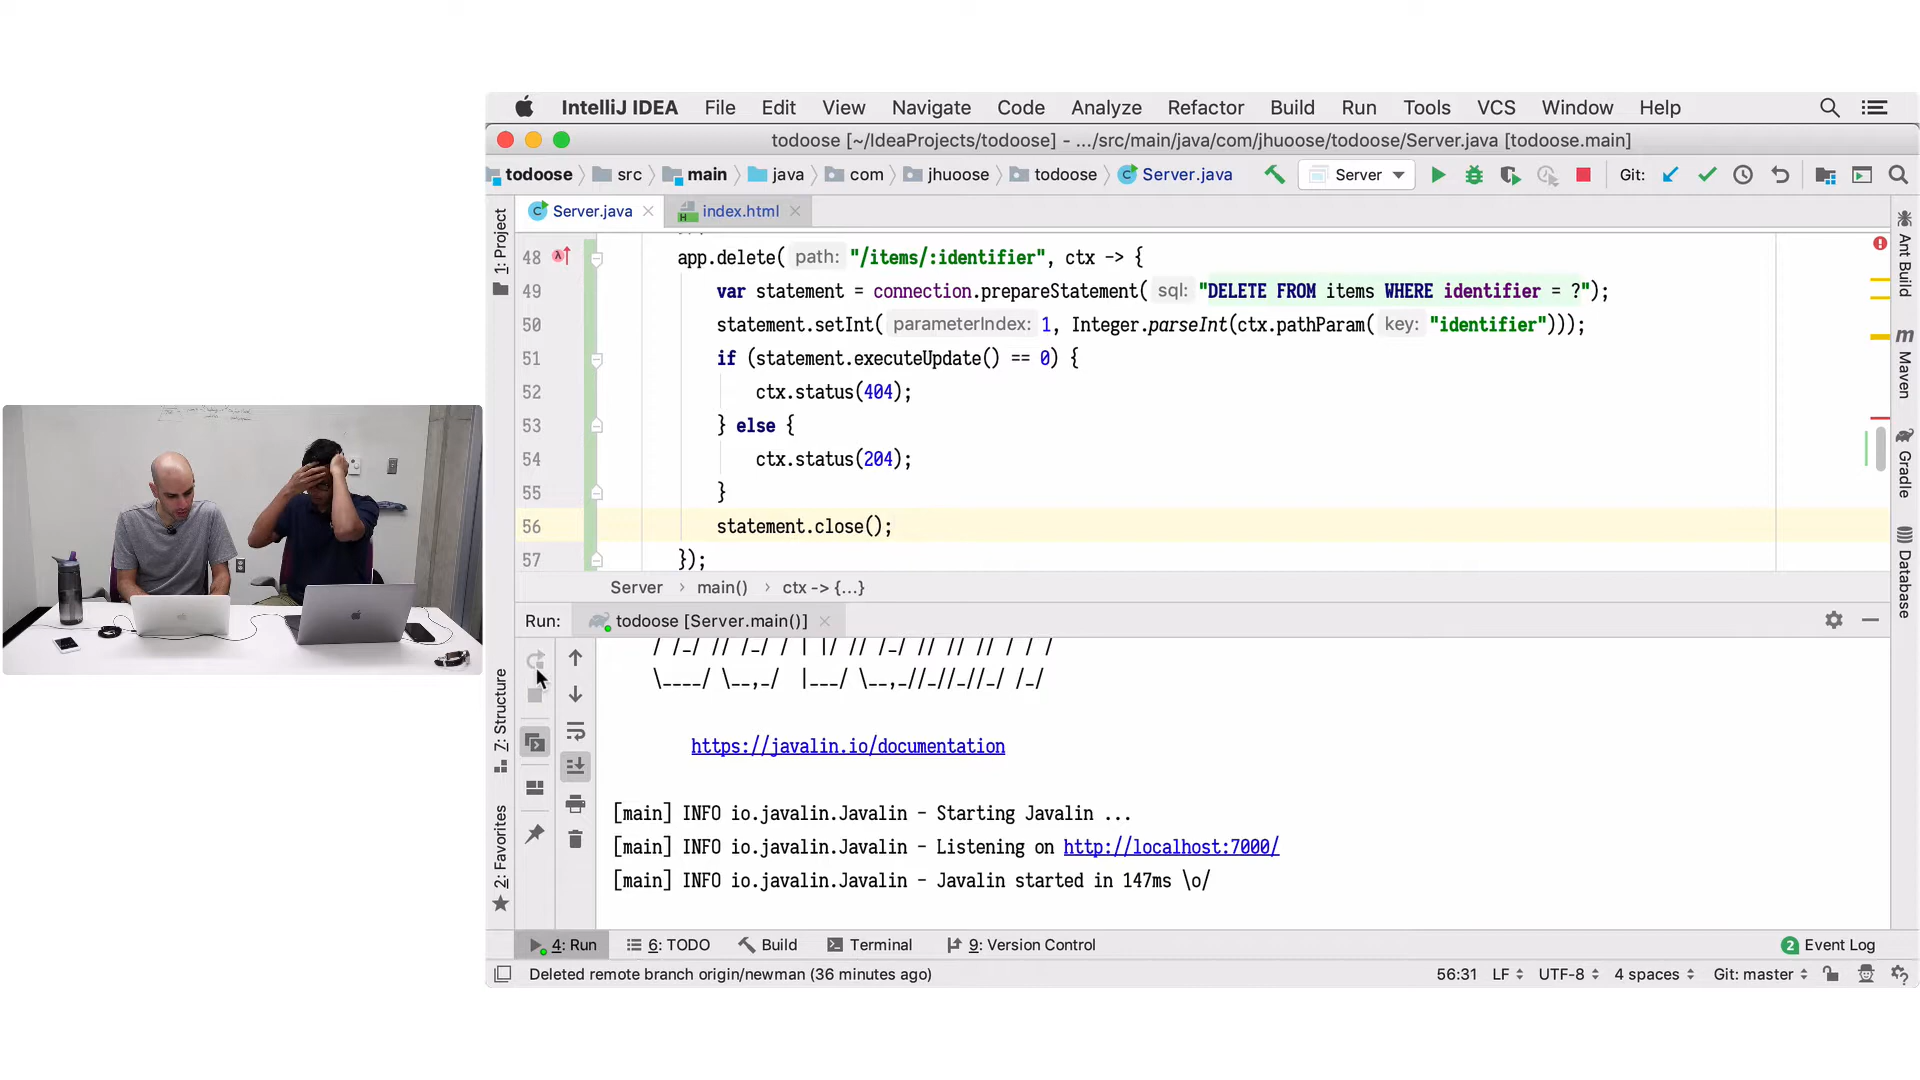 IntelliJ IDEA File Edit View Navigate Code Analyze Refactor Build Run Tools VCS Window Help
todoose [~/IdeaProjects/todoose] - .../src/main/java/com/jhuoose/todoose/Server.java [todoose.main]
todoose src main java com jhuoose todoose Server.java Server Git:
Server.java index.html
1: Project
Z: Structure
2: Favorites
48 app.delete( path: "/items/:identifier", ctx -> {
49 var statement = connection.prepareStatement( sql: "DELETE FROM items WHERE identifier = ?");
50 statement.setInt( parameterIndex: 1, Integer.parseInt(ctx.pathParam( key: "identifier")));
51 if (statement.executeUpdate() == 0) {
52 ctx.status(404);
53 } else {
54 ctx.status(204);
55 }
56 statement.close();
57 });
Server main() ctx -> {...}
Ant Build
Maven
Gradle
Database
Run: todoose [Server.main()]
/ /_/ // /_/ / | |/ // /_/ // // // / / /
\____/ \__,_/  |___/ \__,_//_//_//_/ /_/
https://javalin.io/documentation
[main] INFO io.javalin.Javalin - Starting Javalin ...
[main] INFO io.javalin.Javalin - Listening on http://localhost:7000/
[main] INFO io.javalin.Javalin - Javalin started in 147ms \o/
4: Run 6: TODO Build Terminal 9: Version Control 2 Event Log
Deleted remote branch origin/newman (36 minutes ago) 56:31 LF UTF-8 4 spaces Git: master